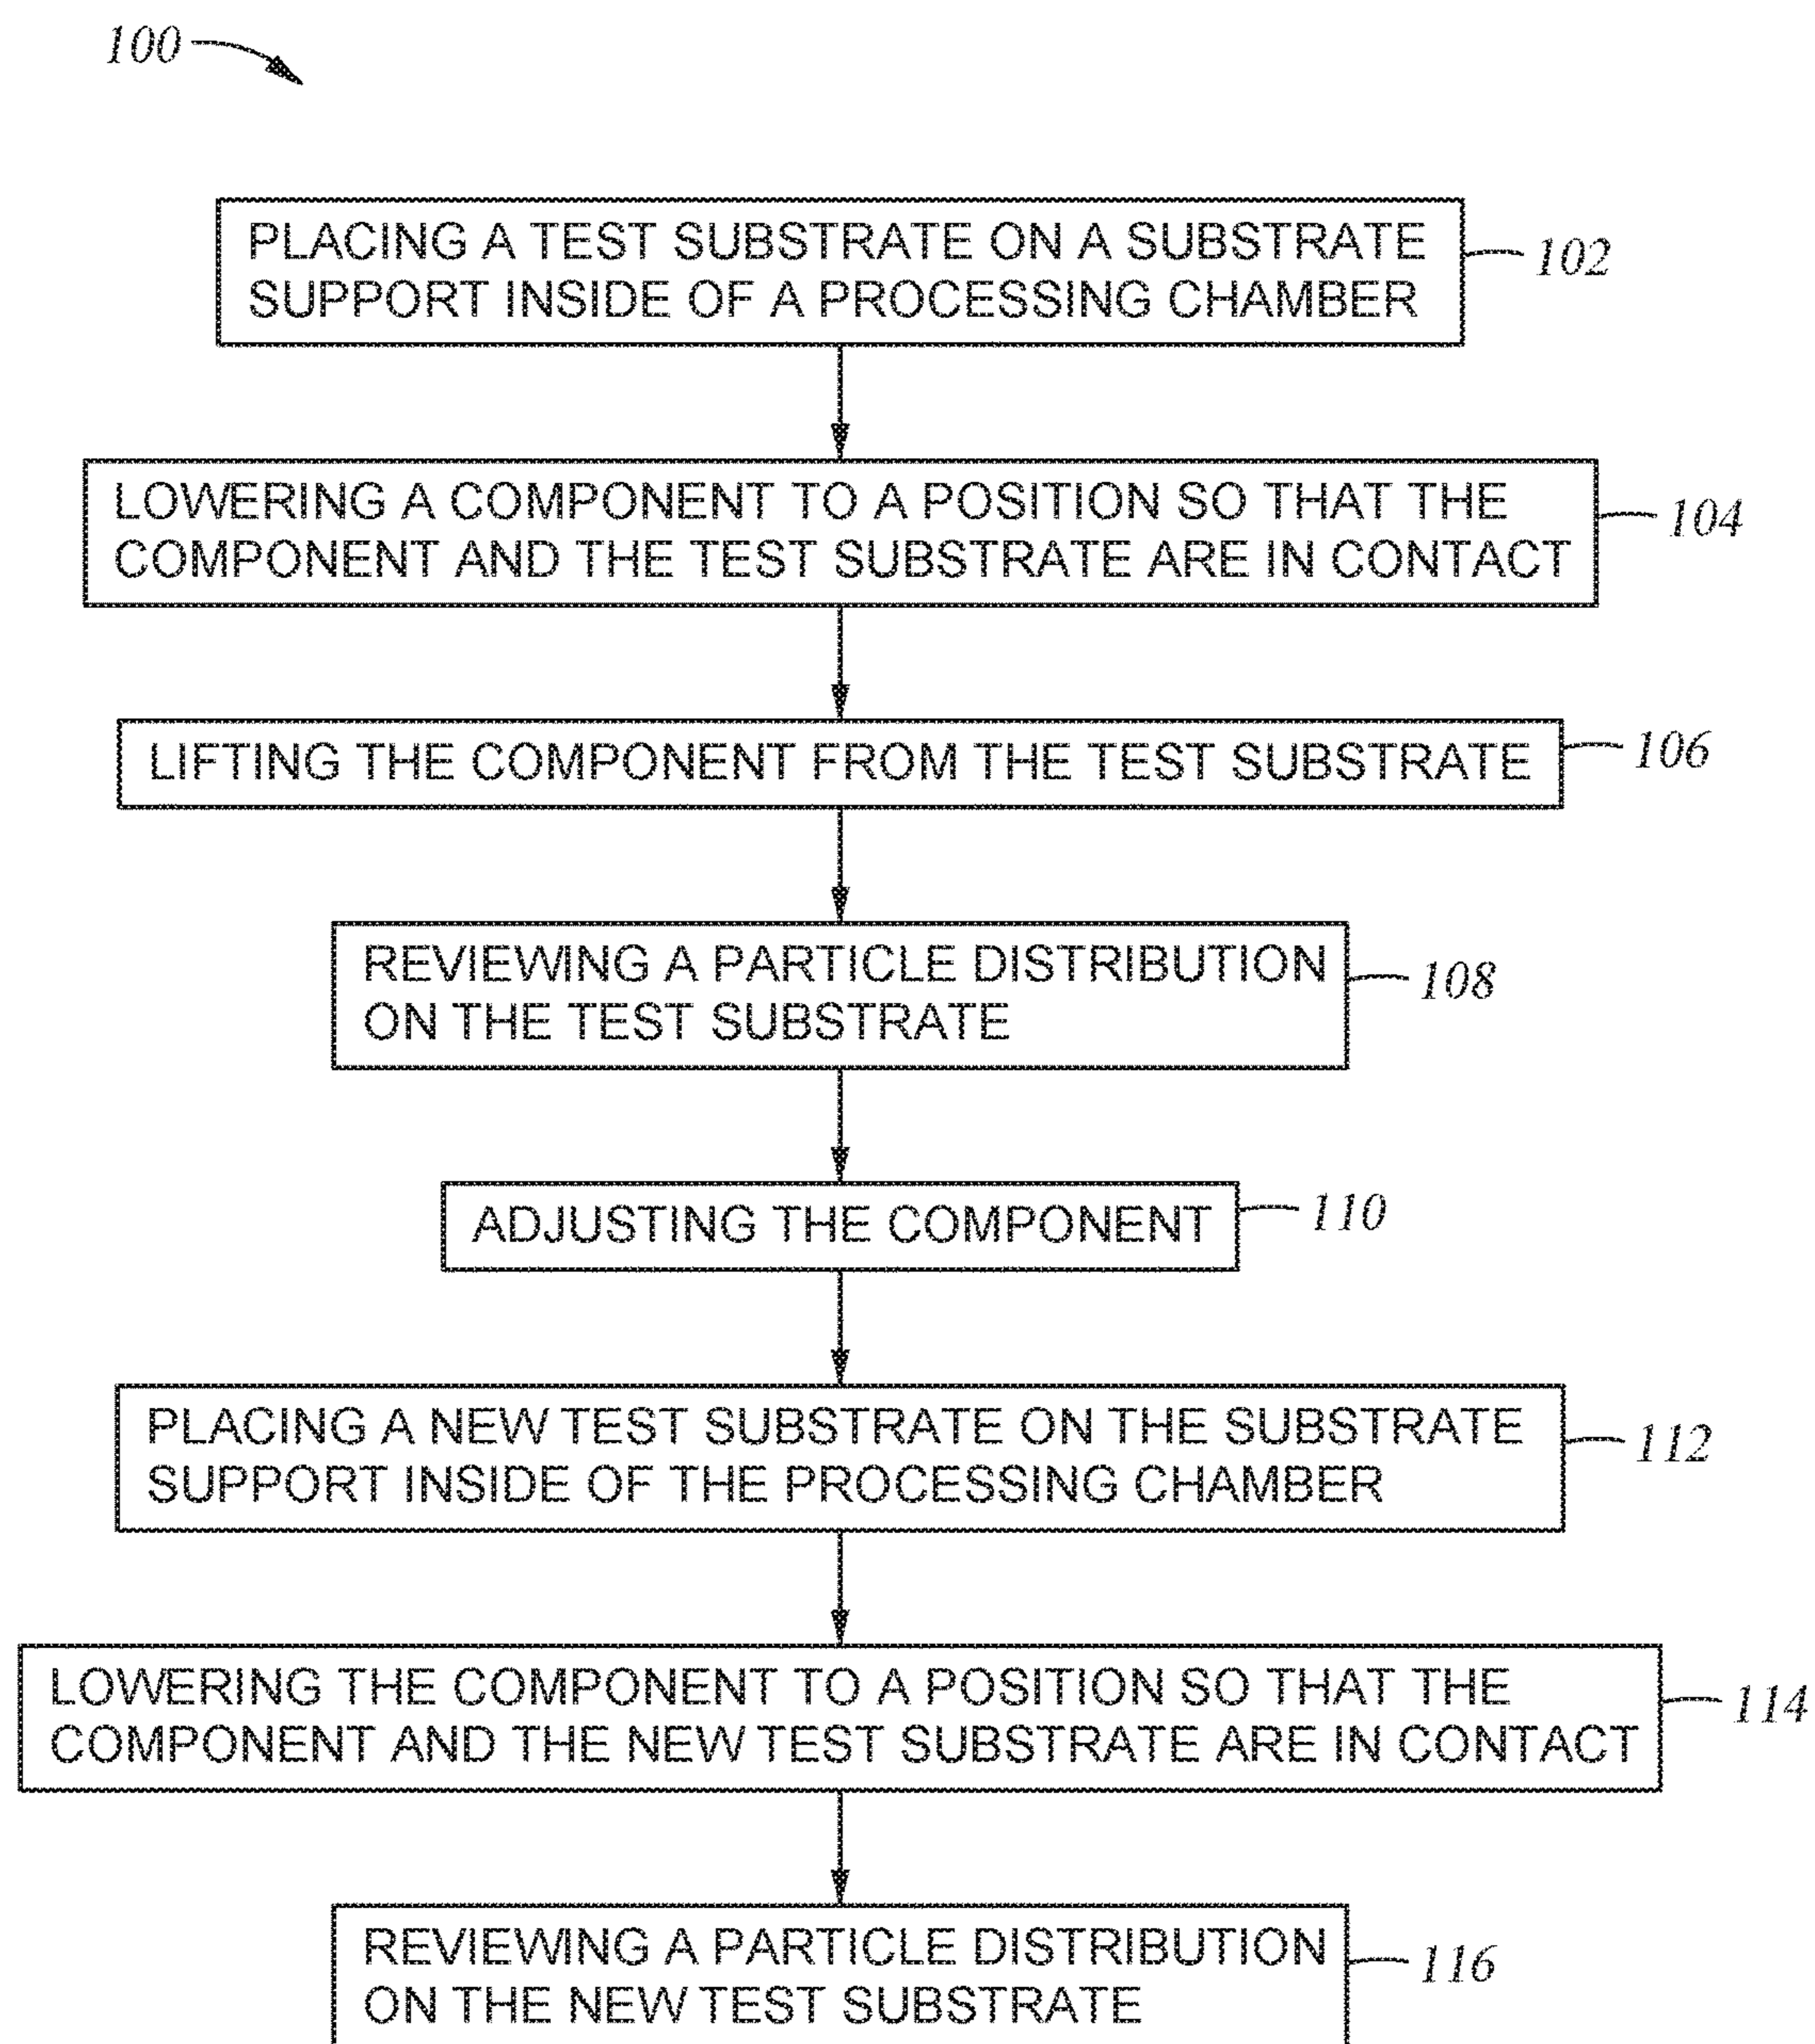 100
PLACING A TEST SUBSTRATE ON A SUBSTRATE
SUPPORT INSIDE OF A PROCESSING CHAMBER
102
LOWERING A COMPONENT TO A POSITION SO THAT THE
COMPONENT AND THE TEST SUBSTRATE ARE IN CONTACT
104
LIFTING THE COMPONENT FROM THE TEST SUBSTRATE
106
REVIEWING A PARTICLE DISTRIBUTION
ON THE TEST SUBSTRATE
108
ADJUSTING THE COMPONENT
110
PLACING A NEW TEST SUBSTRATE ON THE SUBSTRATE
SUPPORT INSIDE OF THE PROCESSING CHAMBER
112
LOWERING THE COMPONENT TO A POSITION SO THAT THE
COMPONENT AND THE NEW TEST SUBSTRATE ARE IN CONTACT
114
REVIEWING A PARTICLE DISTRIBUTION
ON THE NEW TEST SUBSTRATE
116